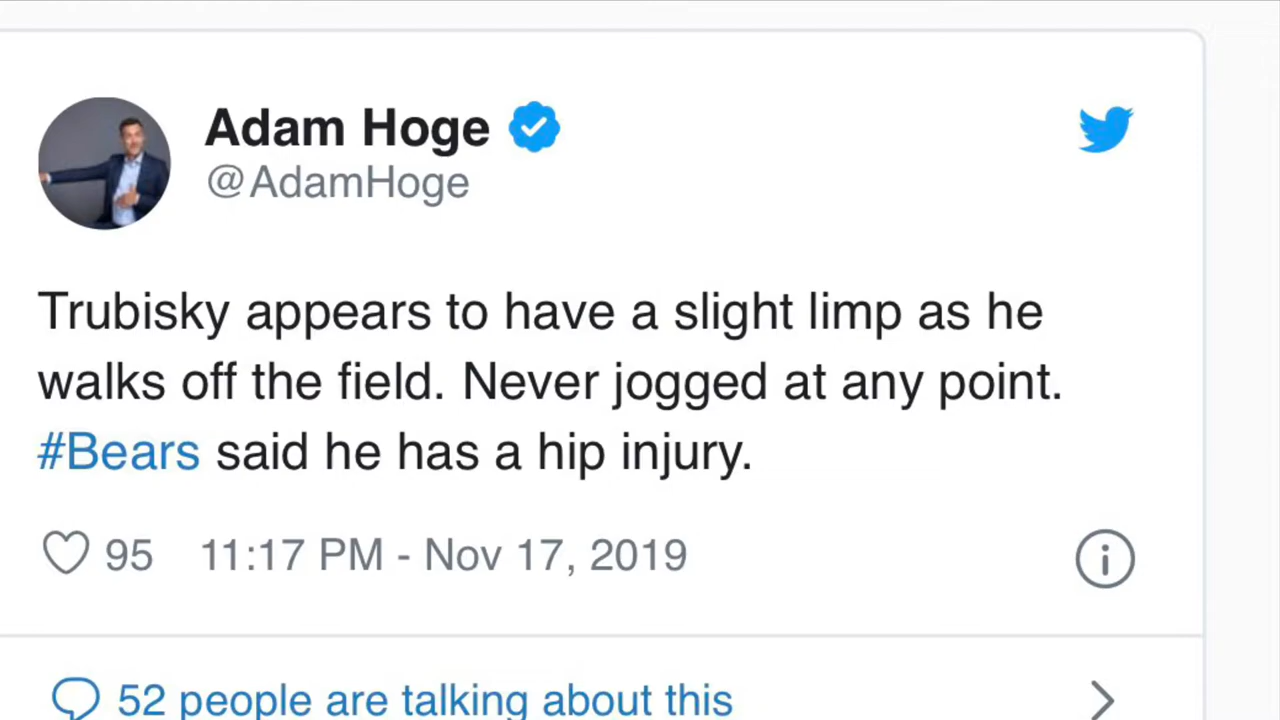 Adam Hoge
@AdamHoge
Trubisky appears to have a slight limp as he
walks off the field. Never jogged at any point.
#Bears said he has a hip injury.
95 11:17 PM - Nov 17, 2019
52 people are talking about this